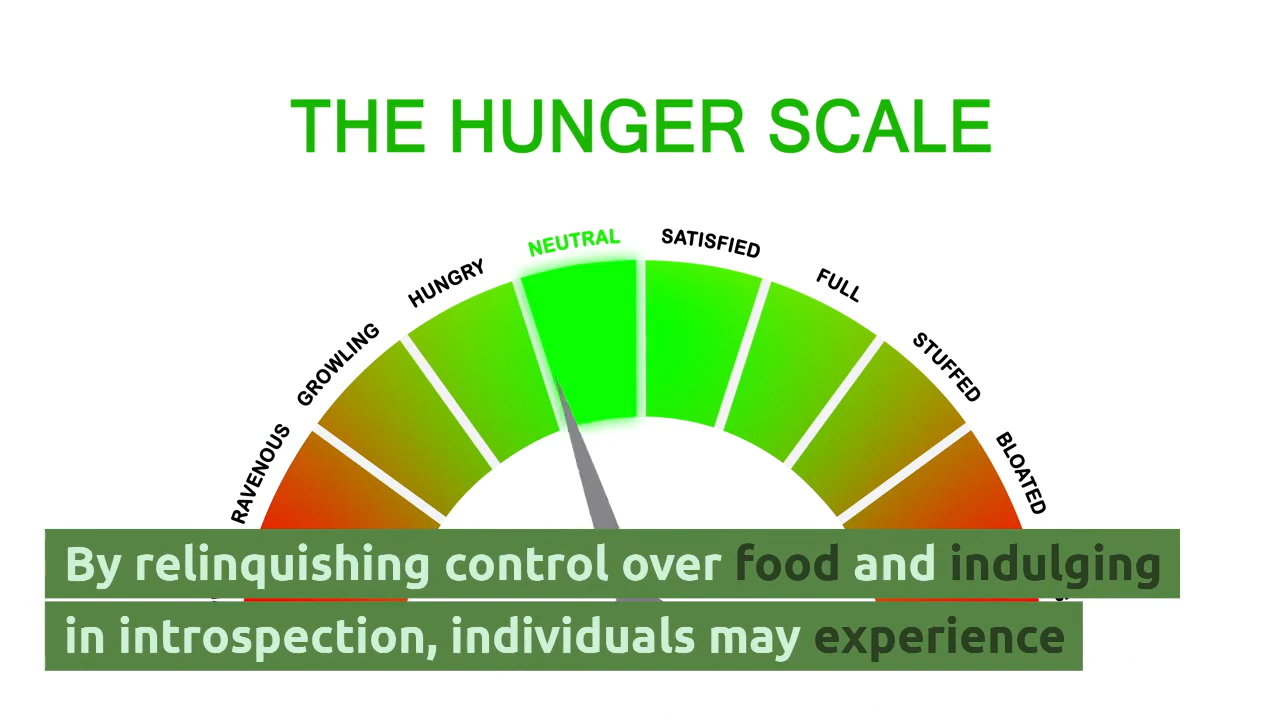 THE HUNGER SCALE
RAVENOUS
GROWLING
HUNGRY
NEUTRAL
SATISFIED
FULL
STUFFED
BLOATED
By relinquishing control over food and indulging
in introspection, individuals may experience